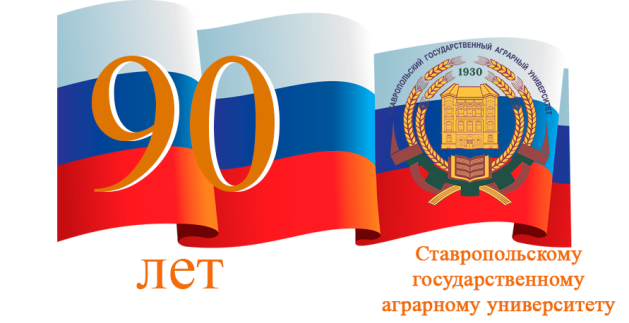 90
лет
СТАВРОПОЛЬСКИЙ ГОСУДАРСТВЕННЫЙ АГРАРНЫЙ УНИВЕРСИТЕТ
1930
Ставропольскому
государственному
аграрному университету